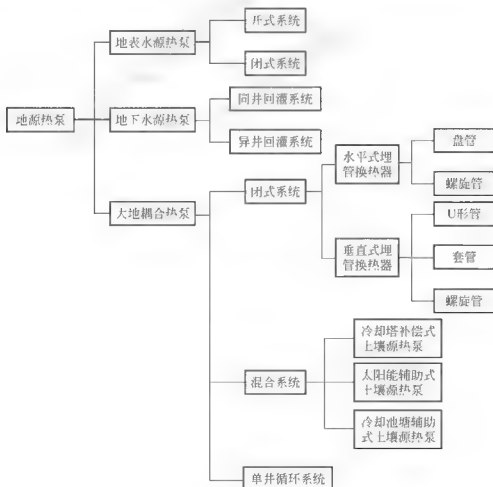 开式系统
地表水源热泵
闭式系统
地源热泵
地下水源热泵
同井回灌系统
异井回灌系统
大地耦合热泵
闭式系统
水平式埋
管换热器
盘管
螺旋管
垂直式埋
管换热器
U形管
套管
螺旋管
混合系统
冷却塔补偿式
土壤源热泵
太阳能辅助式
土壤源热泵
冷却池塘辅助
式土壤源热泵
单井循环系统